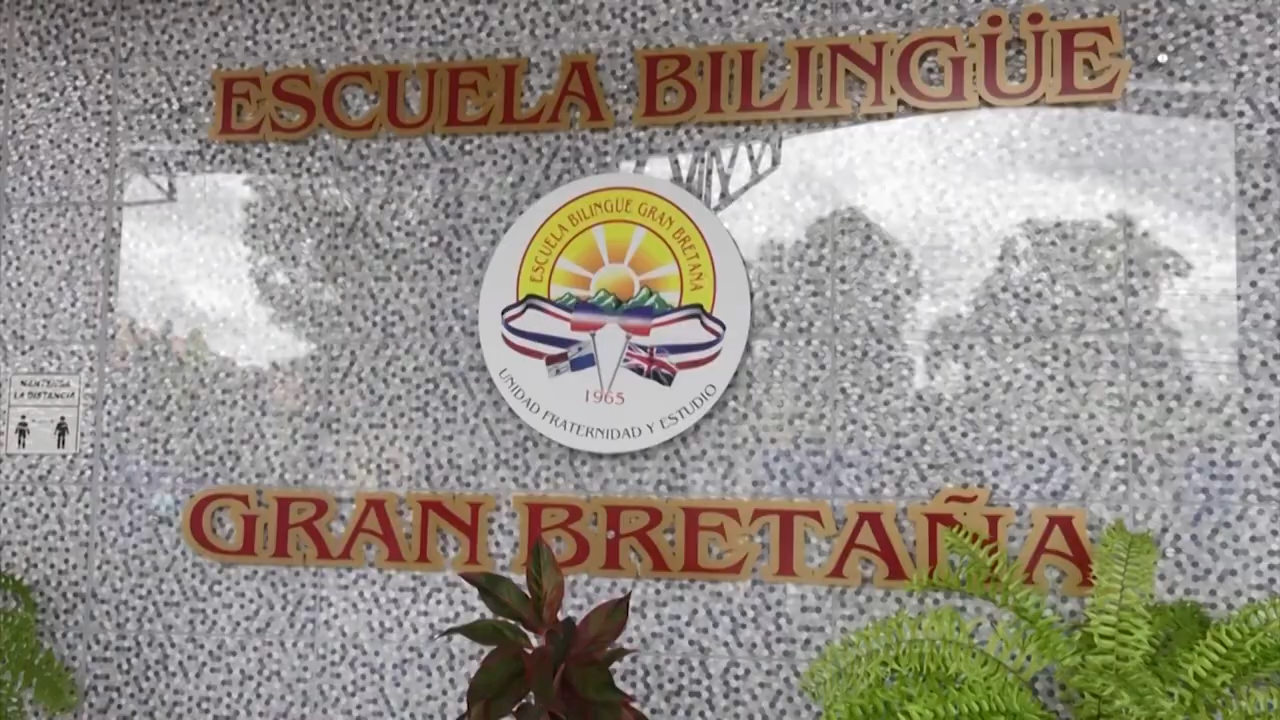 ESCUELA BILINGÜE
ESCUELA BILINGÜE GRAN BRETAÑA
1965
UNIDAD FRATERNIDAD Y ESTUDIO
MANTENGA
LA DISTANCIA
GRAN BRETAÑA